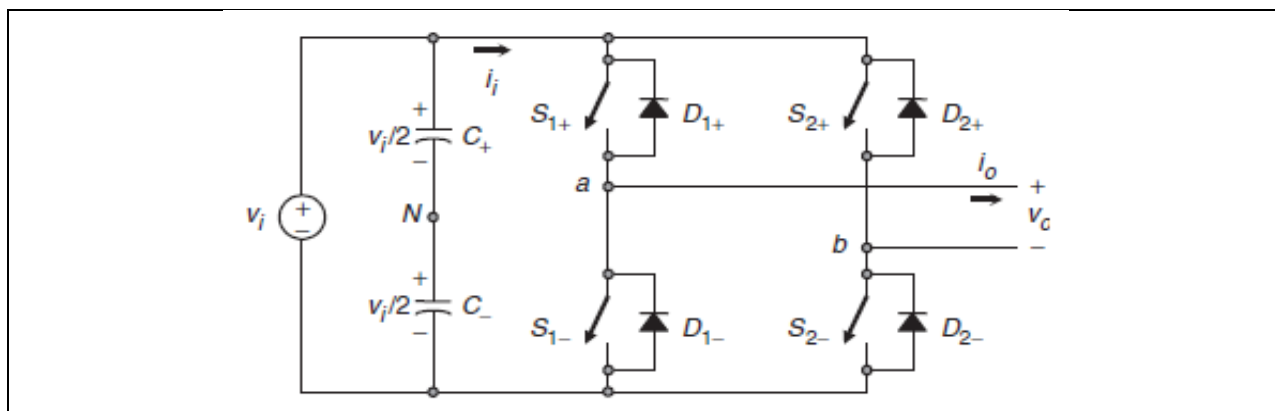 i_i
+
v_i/2 C_+
−
S_1+ D_1+
S_2+ D_2+
a
i_o
+
v_i
+
−
N
v_o
b
−
+
v_i/2 C_−
−
S_1− D_1−
S_2− D_2−